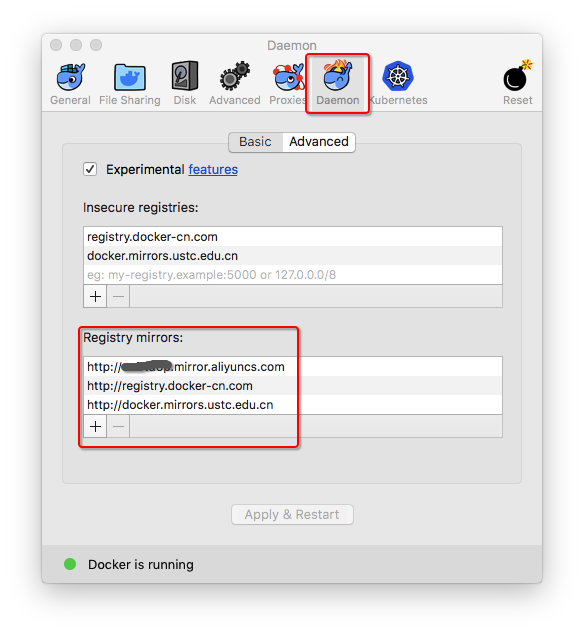 Daemon
General File Sharing Disk Advanced Proxies Daemon Kubernetes Reset
Basic Advanced
Experimental features
Insecure registries:
registry.docker-cn.com
docker.mirrors.ustc.edu.cn
eg: my-registry.example:5000 or 127.0.0.0/8
+ −
Registry mirrors:
http:// .mirror.aliyuncs.com
http://registry.docker-cn.com
http://docker.mirrors.ustc.edu.cn
+ −
Apply & Restart
Docker is running